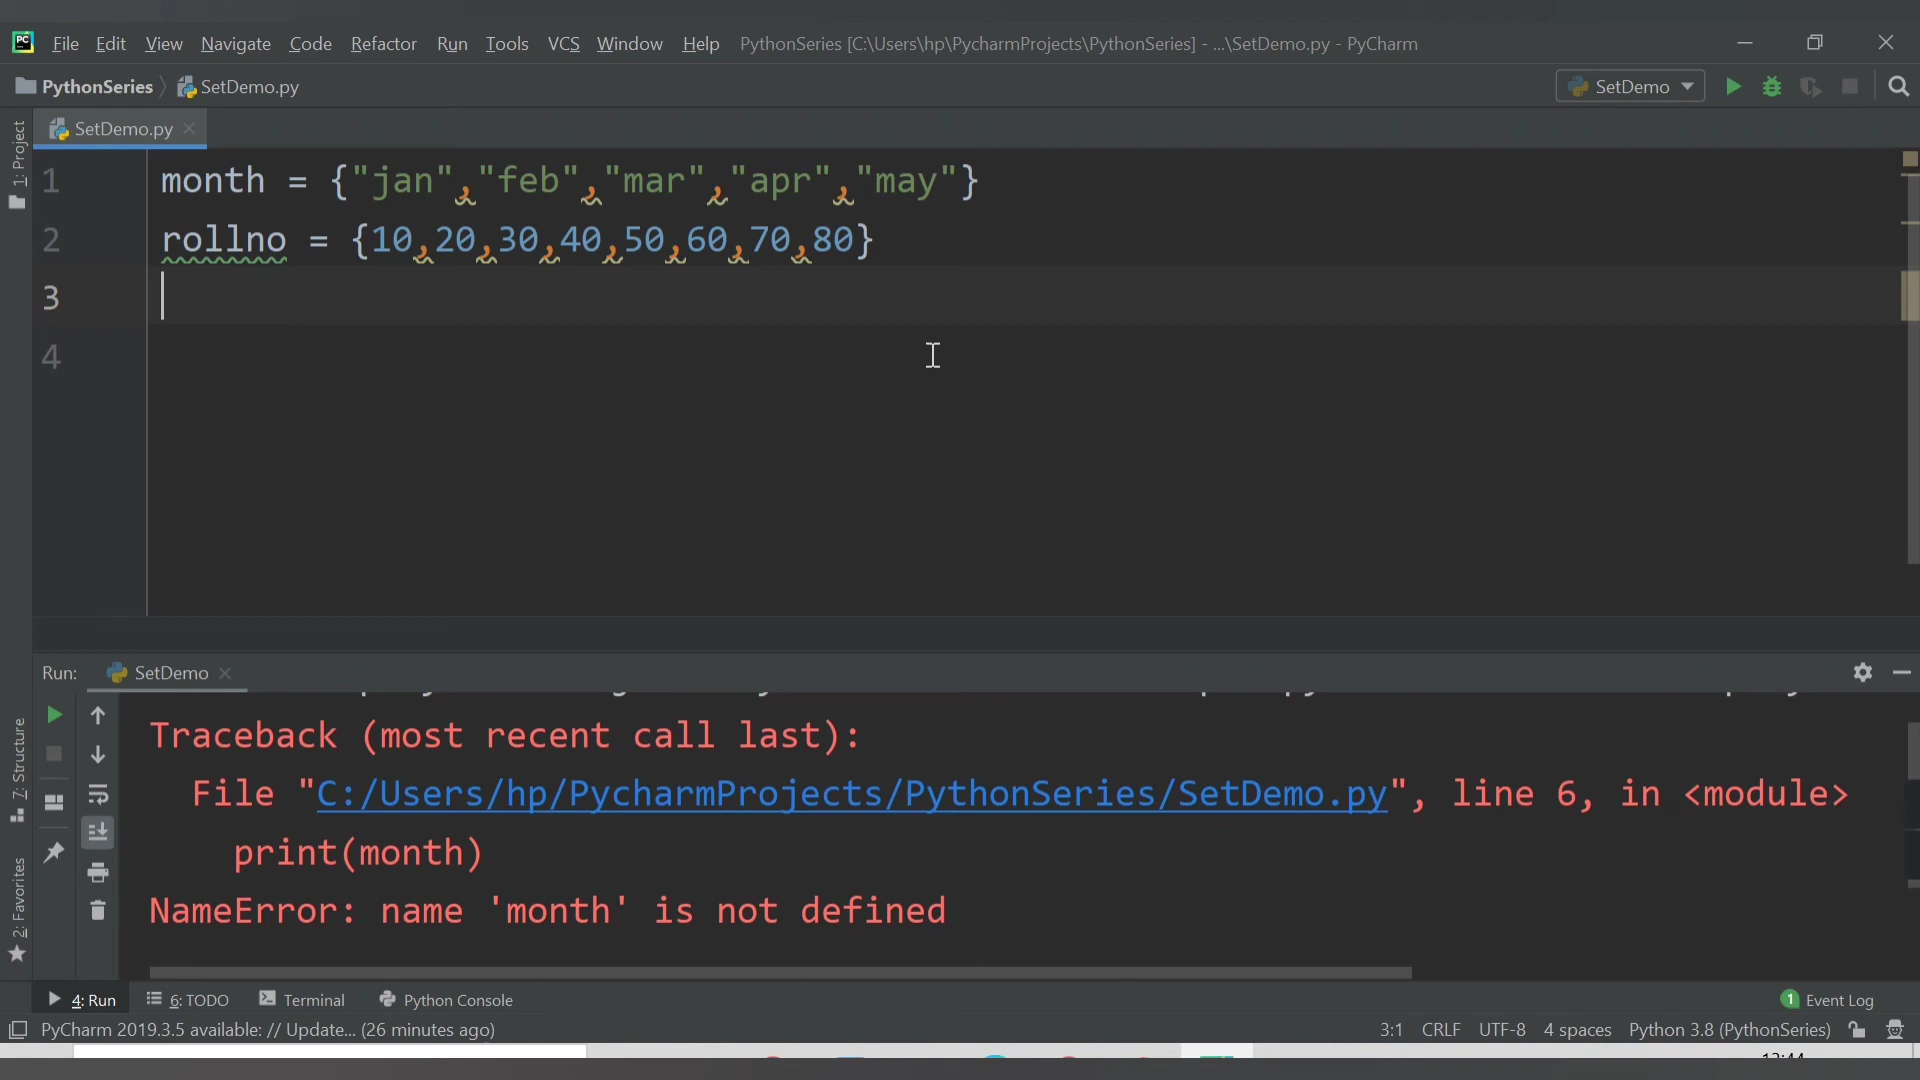 PC File Edit View Navigate Code Refactor Run Tools VCS Window Help PythonSeries [C:\Users\hp\PycharmProjects\PythonSeries] - ...\SetDemo.py - PyCharm
PythonSeries SetDemo.py SetDemo
1: Project
SetDemo.py
1 month = {"jan","feb","mar","apr","may"}
2 rollno = {10,20,30,40,50,60,70,80}
3
4
Run: SetDemo
7: Structure
2: Favorites
Traceback (most recent call last):
File "C:/Users/hp/PycharmProjects/PythonSeries/SetDemo.py", line 6, in <module>
print(month)
NameError: name 'month' is not defined
4: Run 6: TODO Terminal Python Console 1 Event Log
PyCharm 2019.3.5 available: // Update... (26 minutes ago) 3:1 CRLF UTF-8 4 spaces Python 3.8 (PythonSeries)